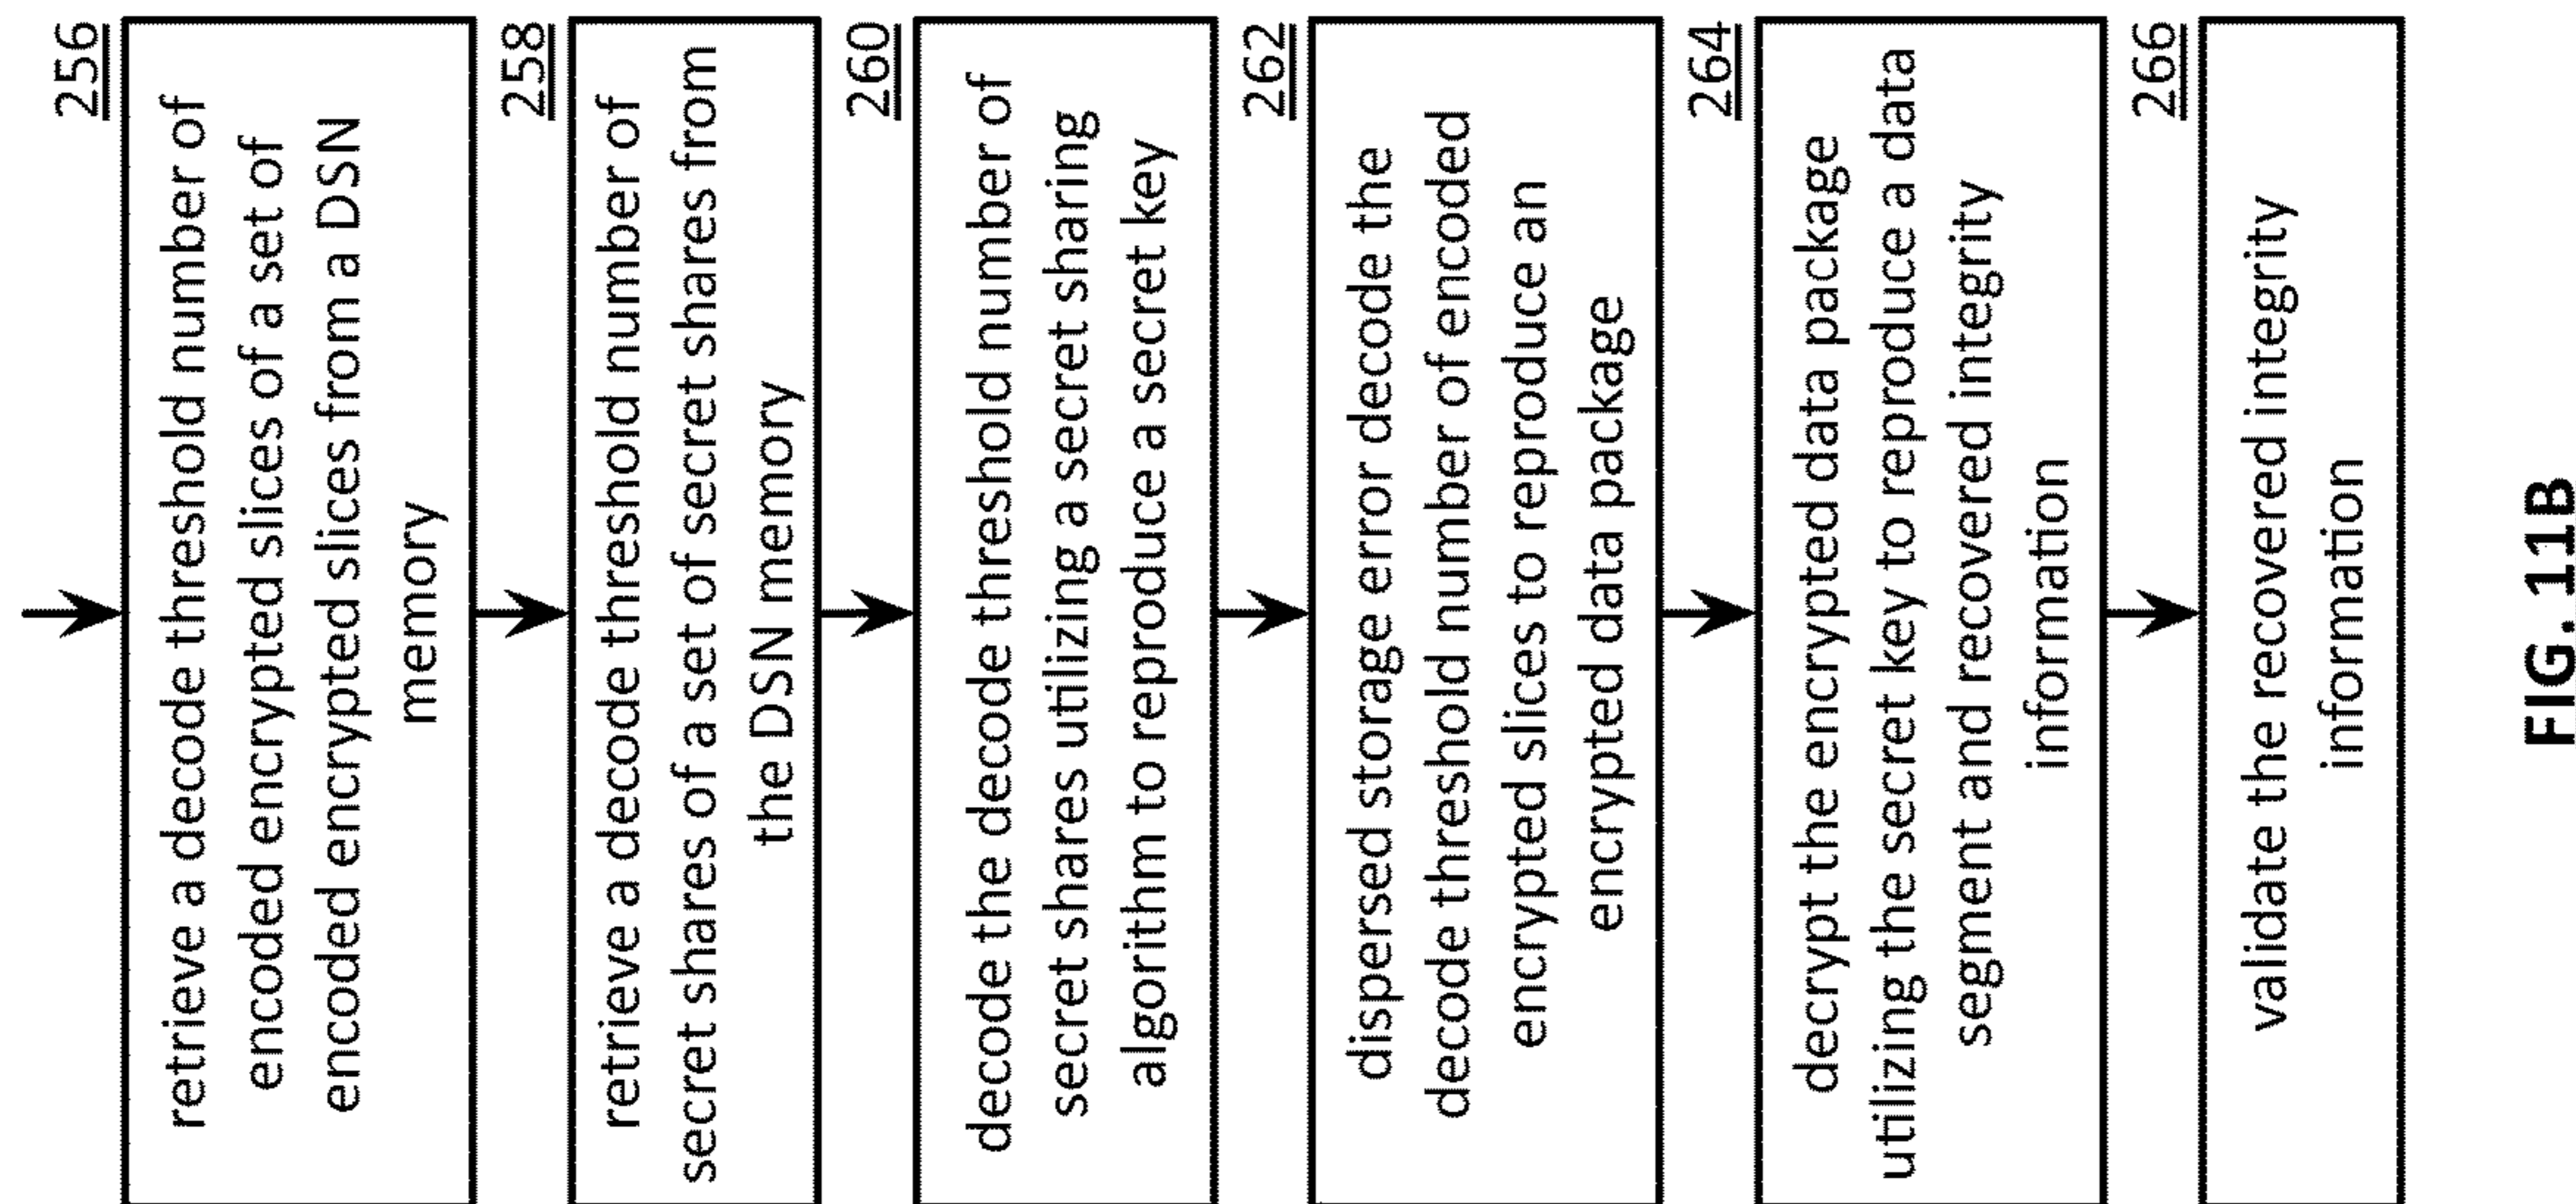 256
retrieve a decode threshold number of
encoded encrypted slices of a set of
encoded encrypted slices from a DSN
memory
258
retrieve a decode threshold number of
secret shares of a set of secret shares from
the DSN memory
260
decode the decode threshold number of
secret shares utilizing a secret sharing
algorithm to reproduce a secret key
262
dispersed storage error decode the
decode threshold number of encoded
encrypted slices to reproduce an
encrypted data package
264
decrypt the encrypted data package
utilizing the secret key to reproduce a data
segment and recovered integrity
information
266
validate the recovered integrity
information
FIG. 11B